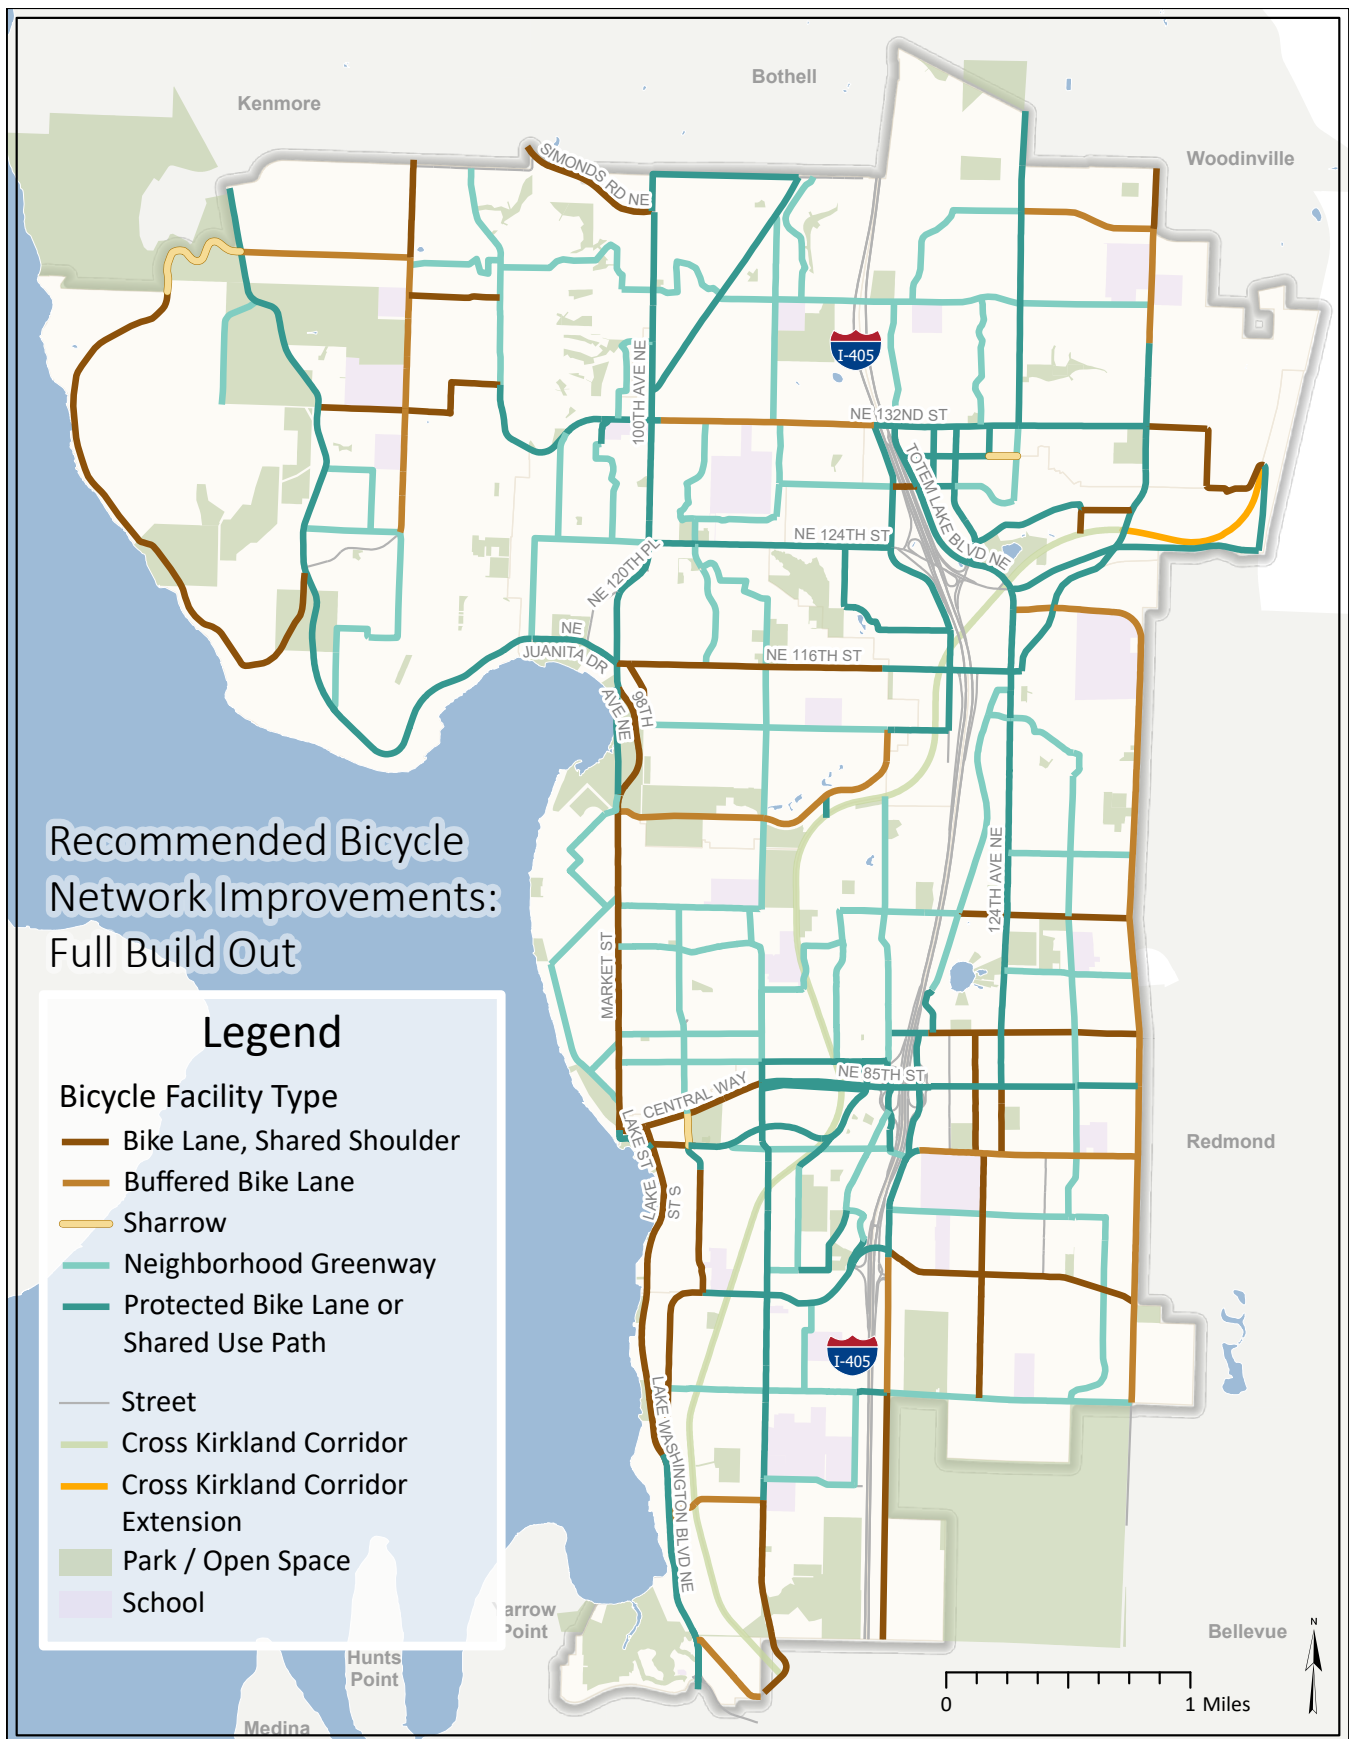 Bothell
Kenmore
Woodinville
SIMONDS RD NE
I-405
100TH AVE NE
NE 132ND ST
TOTEM LAKE BLVD NE
NE 124TH ST
NE 120TH PL
NE
JUANITA DR
NE 116TH ST
98TH
AVE NE
Recommended Bicycle
Network Improvements:
Full Build Out
124TH AVE NE
MARKET ST
Legend
Bicycle Facility Type
Bike Lane, Shared Shoulder
Buffered Bike Lane
Sharrow
Neighborhood Greenway
Protected Bike Lane or
Shared Use Path
Street
Cross Kirkland Corridor
Cross Kirkland Corridor
Extension
Park / Open Space
School
NE 85TH ST
CENTRAL WAY
LAKE ST
LAKE
ST S
Redmond
I-405
LAKE WASHINGTON BLVD NE
Yarrow
Point
Hunts
Point
Medina
Bellevue
N
0
1 Miles